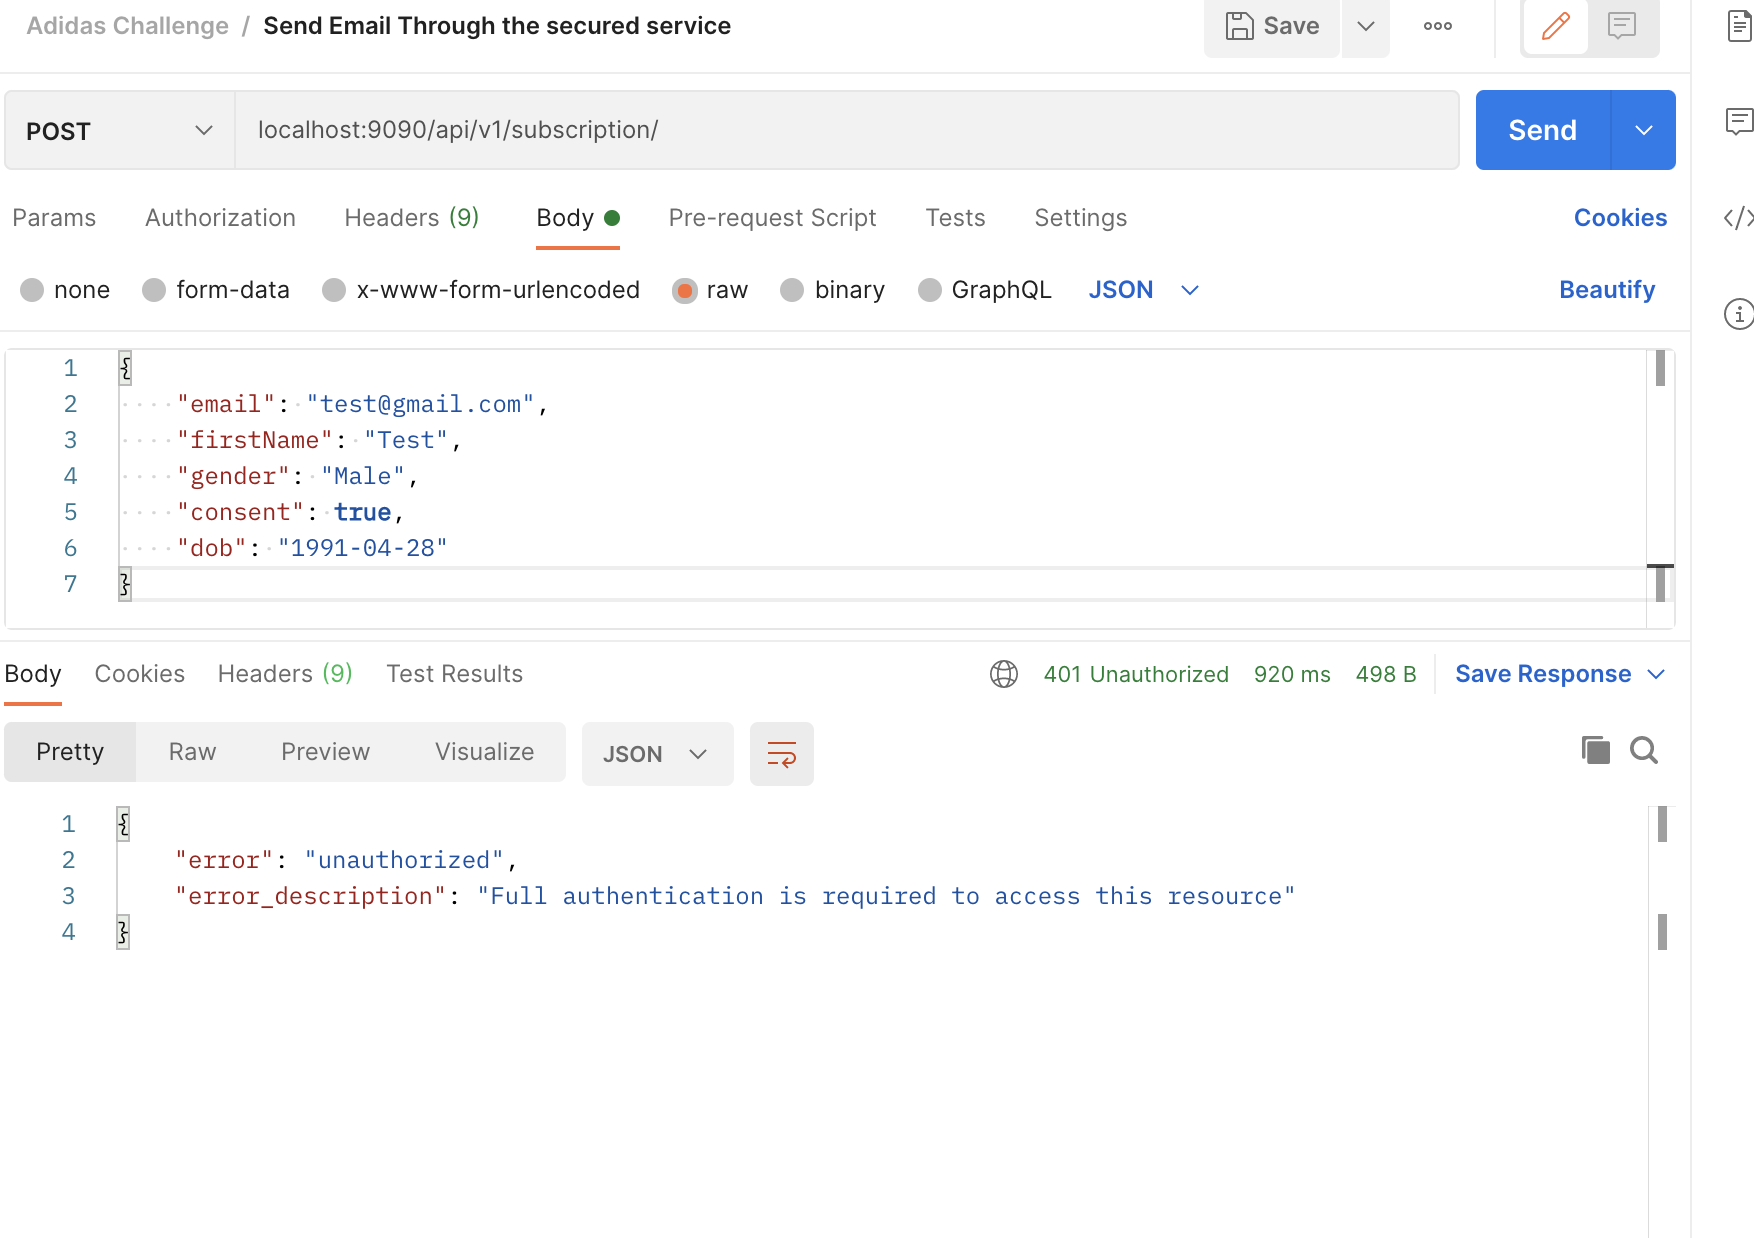 Adidas Challenge / Send Email Through the secured service
Save
POST
localhost:9090/api/v1/subscription/
Send
Params Authorization Headers (9) Body Pre-request Script Tests Settings Cookies
none form-data x-www-form-urlencoded raw binary GraphQL JSON Beautify
1 {
2 "email": "test@gmail.com",
3 "firstName": "Test",
4 "gender": "Male",
5 "consent": true,
6 "dob": "1991-04-28"
7 }
Body Cookies Headers (9) Test Results 401 Unauthorized 920 ms 498 B Save Response
Pretty Raw Preview Visualize JSON
1 {
2 "error": "unauthorized",
3 "error_description": "Full authentication is required to access this resource"
4 }